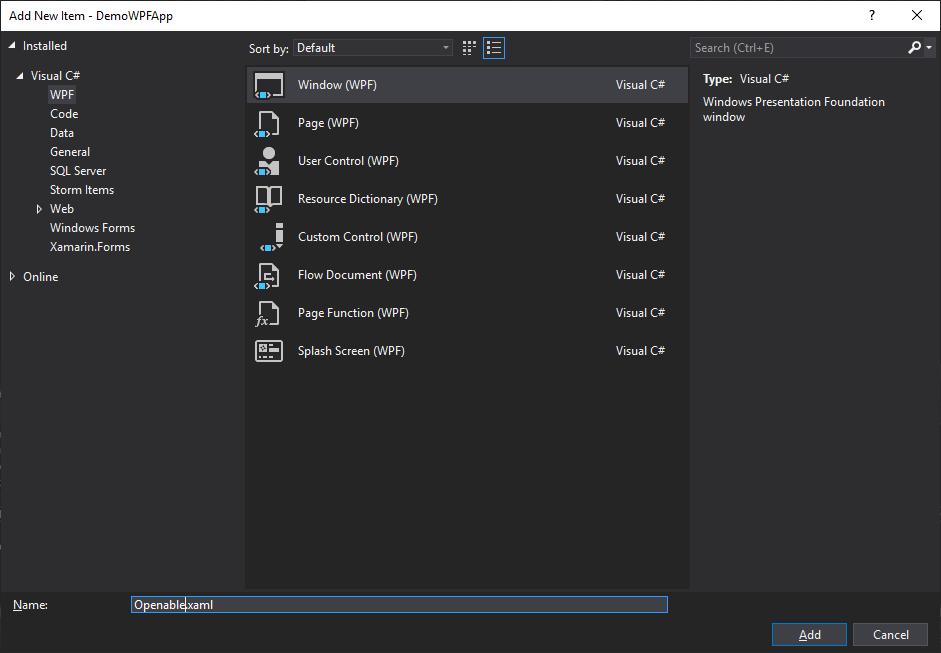 Add New Item - DemoWPFApp
?
Installed
Visual C#
WPF
Code
Data
General
SQL Server
Storm Items
Web
Windows Forms
Xamarin.Forms
Online
Sort by: Default
Window (WPF) Visual C#
Page (WPF) Visual C#
User Control (WPF) Visual C#
Resource Dictionary (WPF) Visual C#
Custom Control (WPF) Visual C#
Flow Document (WPF) Visual C#
Page Function (WPF) Visual C#
Splash Screen (WPF) Visual C#
Search (Ctrl+E)
Type: Visual C#
Windows Presentation Foundation
window
Name: Openable.xaml
Add Cancel